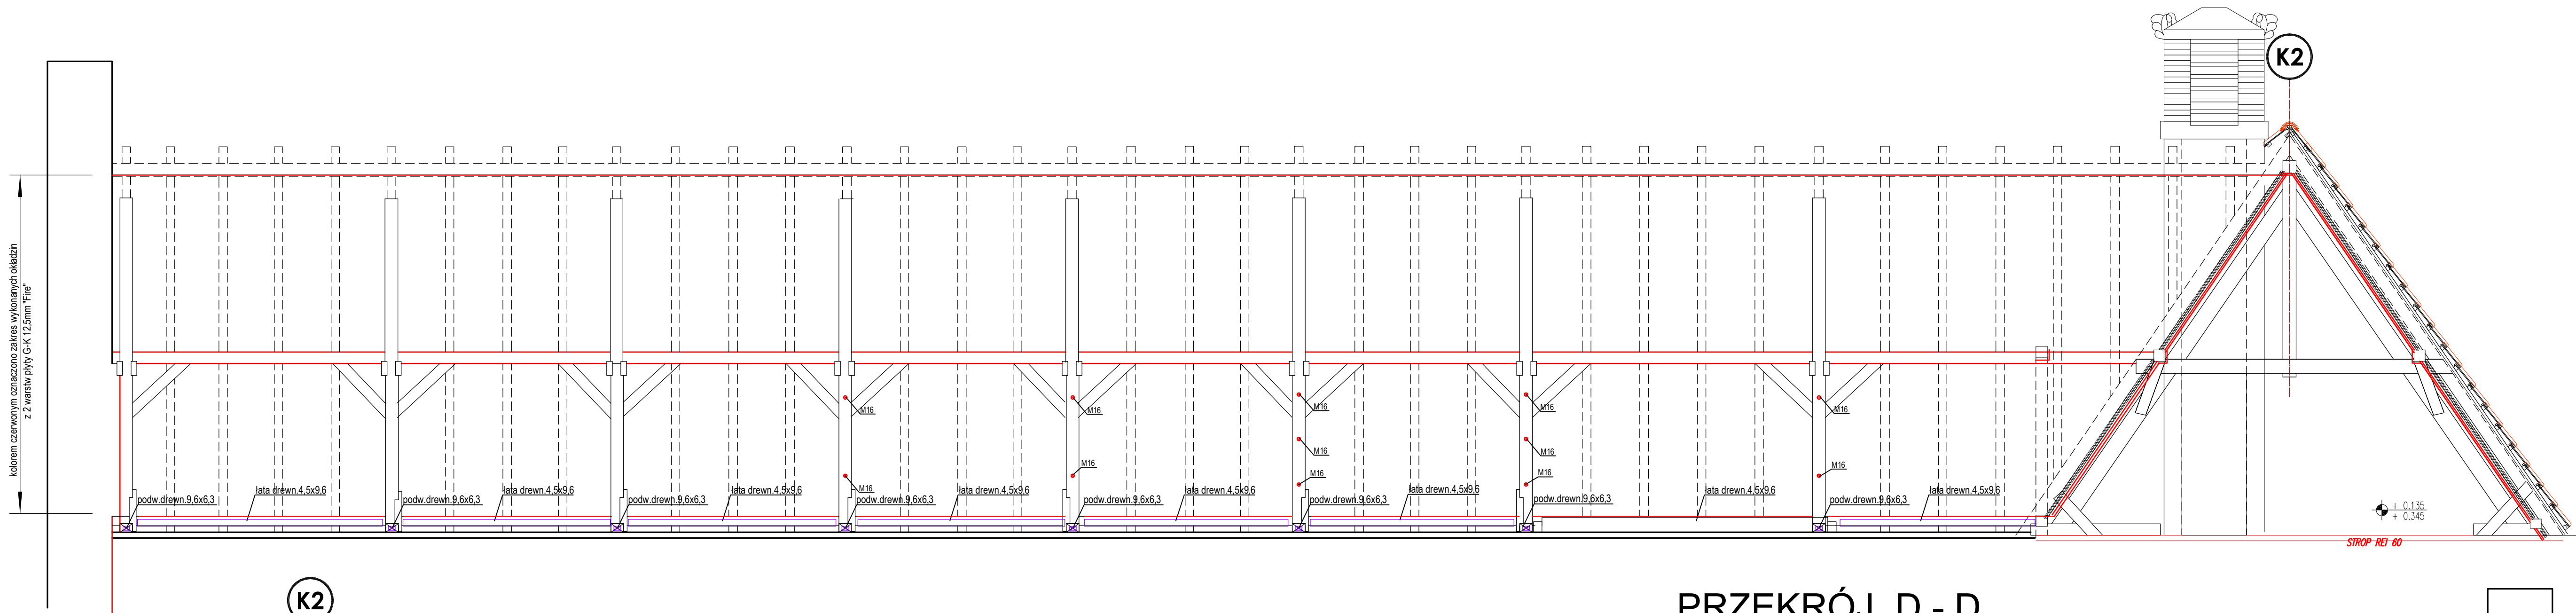 K2
kolorem czerwonym oznaczono zakres wykonanych okładzin
z 2 warstw płyty G-K 12,5mm "Fire"
M16
M16
M16
M16
M16
M16
M16
M16
M16
M16
M16
M16
podw.drewn.9,6x6,3
łata drewn.4,5x9,6
podw.drewn.9,6x6,3
łata drewn.4,5x9,6
podw.drewn.9,6x6,3
łata drewn.4,5x9,6
podw.drewn.9,6x6,3
łata drewn.4,5x9,6
podw.drewn.9,6x6,3
łata drewn.4,5x9,6
podw.drewn.9,6x6,3
łata drewn.4,5x9,6
podw.drewn.9,6x6,3
łata drewn.4,5x9,6
podw.drewn.9,6x6,3
łata drewn.4,5x9,6
+ 0.135
+ 0.345
STROP REI 60
K2
PRZEKRÓJ D - D